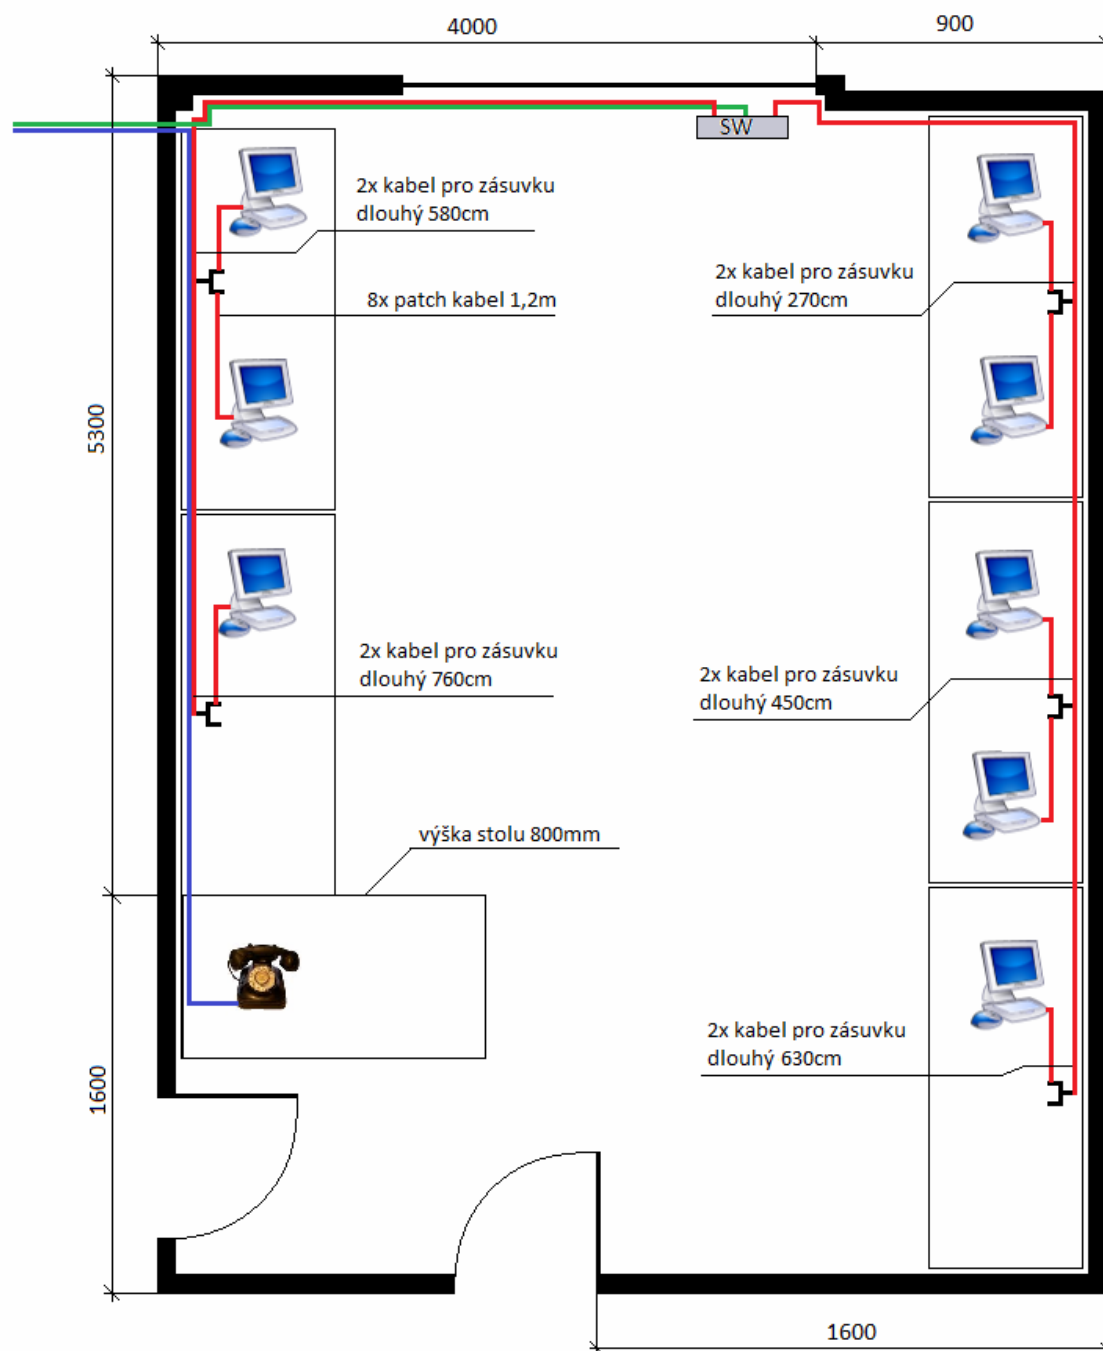 4000
900
SW
2x kabel pro zásuvku
dlouhý 580cm
2x kabel pro zásuvku
dlouhý 270cm
8x patch kabel 1,2m
5300
2x kabel pro zásuvku
dlouhý 760cm
2x kabel pro zásuvku
dlouhý 450cm
výška stolu 800mm
2x kabel pro zásuvku
dlouhý 630cm
1600
1600